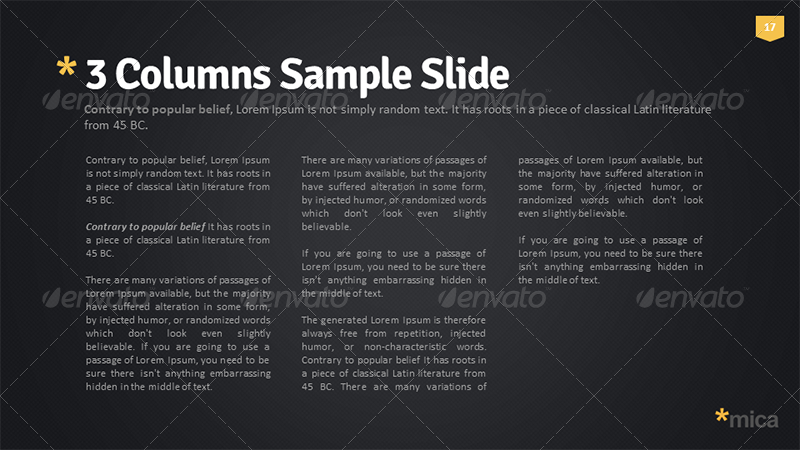 17
* 3 Columns Sample Slide
Contrary to popular belief, Lorem Ipsum is not simply random text. It has roots in a piece of classical Latin literature
from 45 BC.
Contrary to popular belief, Lorem Ipsum
is not simply random text. It has roots in
a piece of classical Latin literature from
45 BC.
Contrary to popular belief It has roots in
a piece of classical Latin literature from
45 BC.
There are many variations of passages of
Lorem Ipsum available, but the majority
have suffered alteration in some form,
by injected humor, or randomized words
which don't look even slightly
believable. If you are going to use a
passage of Lorem Ipsum, you need to be
sure there isn't anything embarrassing
hidden in the middle of text.
There are many variations of passages of
Lorem Ipsum available, but the majority
have suffered alteration in some form,
by injected humor, or randomized words
which don't look even slightly
believable.
If you are going to use a passage of
Lorem Ipsum, you need to be sure there
isn't anything embarrassing hidden in
the middle of text.
The generated Lorem Ipsum is therefore
always free from repetition, injected
humor, or non-characteristic words.
Contrary to popular belief It has roots in
a piece of classical Latin literature from
45 BC. There are many variations of
passages of Lorem Ipsum available, but
the majority have suffered alteration in
some form, by injected humor, or
randomized words which don't look
even slightly believable.
If you are going to use a passage of
Lorem Ipsum, you need to be sure there
isn't anything embarrassing hidden in
the middle of text.
*mica
envato
envato
envato
envato
envato
envato
envato
envato